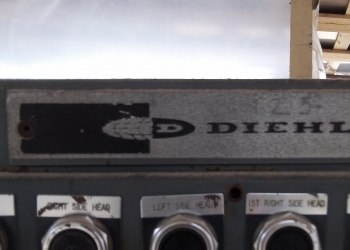 D DIEHL
RIGHT SIDE HEAD
LEFT SIDE HEAD
1ST RIGHT SIDE HEAD